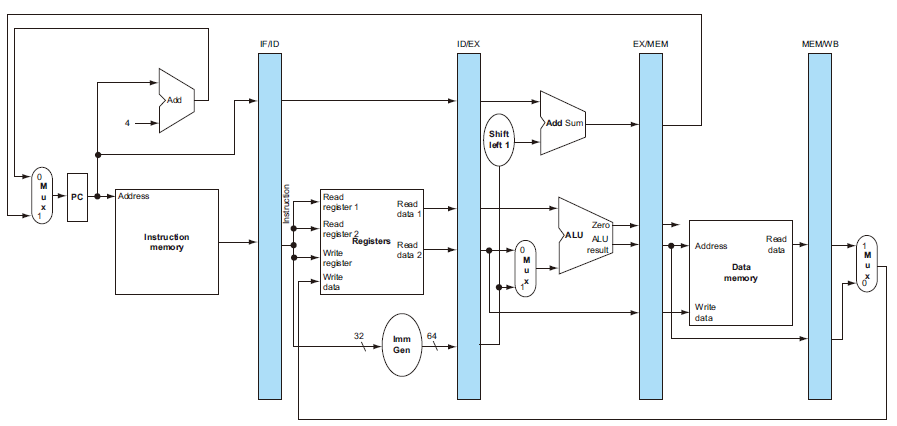 IF/ID
ID/EX
EX/MEM
MEM/WB
Add
4
Add Sum
Shift
left 1
0
M
u
x
1
PC
Address
Instruction
memory
Instruction
Read
register 1
Read
register 2
Write
register
Write
data
Registers
Read
data 1
Read
data 2
0
M
u
x
1
Zero
ALU
ALU
result
Address
Read
data
Data
memory
Write
data
1
M
u
x
0
32
Imm
Gen
64